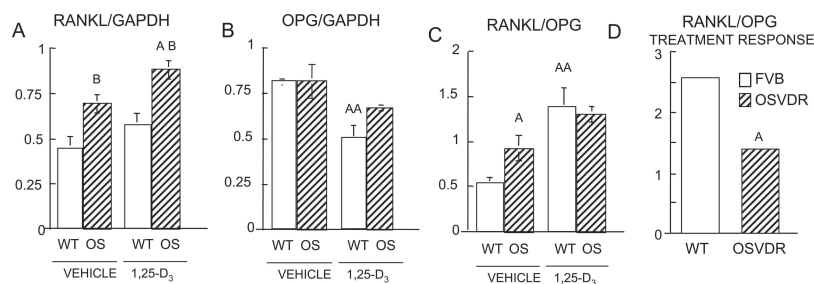 A
RANKL/GAPDH
1
0.75
0.5
0.25
0
B
A B
WT OS
WT OS
VEHICLE
1,25-D3
B
OPG/GAPDH
1
0.75
0.5
0.25
0
AA
WT OS
WT OS
VEHICLE
1,25-D3
C
RANKL/OPG
2
1.5
1
0.5
0
A
AA
WT OS
WT OS
VEHICLE
1,25-D3
D
RANKL/OPG
TREATMENT RESPONSE
3
2
1
0
FVB
OSVDR
A
WT
OSVDR